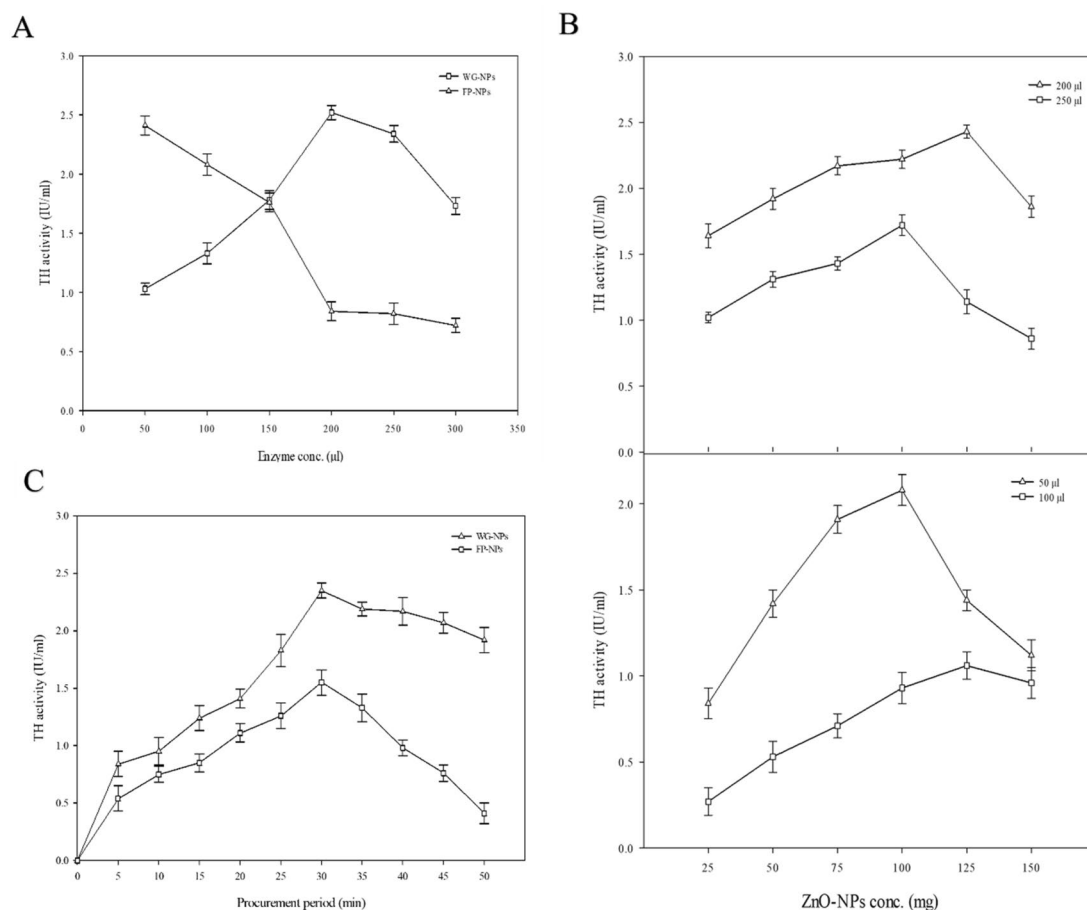 A
3.0
2.5
2.0
1.5
1.0
0.5
0.0
TH activity (IU/ml)
WG-NPs
FP-NPs
0 50 100 150 200 250 300 350
Enzyme conc. (µl)
B
3.0
2.5
2.0
1.5
1.0
0.5
0.0
TH activity (IU/ml)
200 µl
250 µl
2.0
1.5
1.0
0.5
0.0
TH activity (IU/ml)
50 µl
100 µl
25 50 75 100 125 150
ZnO-NPs conc. (mg)
C
3.0
2.5
2.0
1.5
1.0
0.5
0.0
TH activity (IU/ml)
WG-NPs
FP-NPs
0 5 10 15 20 25 30 35 40 45 50
Procurement period (min)